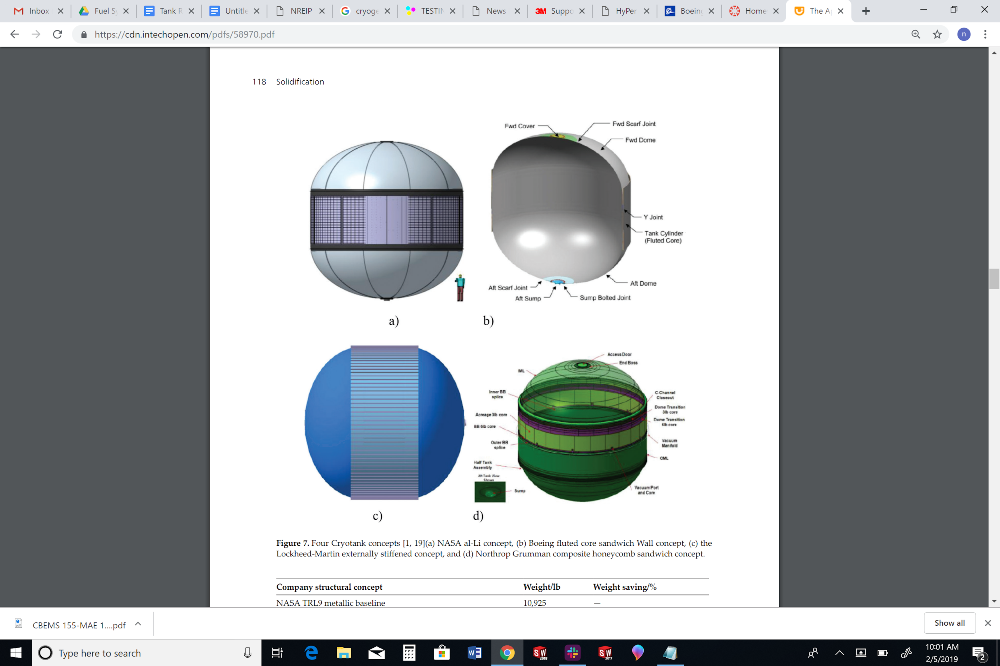 Inbox
Fuel Sy
Tank R
Untitle
NREIP
cryoge
TESTIN
News
3M Suppo
HyPer
Boeing
Home
The A
https://cdn.intechopen.com/pdfs/58970.pdf
n
118 Solidification
Fwd Cover
Fwd Scarf Joint
Fwd Dome
Y Joint
Tank Cylinder
(Fluted Core)
Aft Dome
Aft Scarf Joint
Aft Sump
Sump Bolted Joint
a)
b)
Access Door
End Boss
IML
Inner BB
splice
C-Channel
Closeout
Dome Transition
3lb core
Acreage 3lb core
Dome Transition
6lb core
BB 6lb core
Vacuum
Manifold
Outer BB
splice
OML
Half Tank
Assembly
Aft Tank View
Shown
Sump
Vacuum Port
and Core
c)
d)
Figure 7. Four Cryotank concepts [1, 19](a) NASA al-Li concept, (b) Boeing fluted core sandwich Wall concept, (c) the
Lockheed-Martin externally stiffened concept, and (d) Northrop Grumman composite honeycomb sandwich concept.
Company structural concept Weight/lb Weight saving/%
NASA TRL9 metallic baseline 10,925 —
CBEMS 155-MAE 1....pdf
Show all
Type here to search
SW 2018
SW 2017
10:01 AM
2/5/2019
2